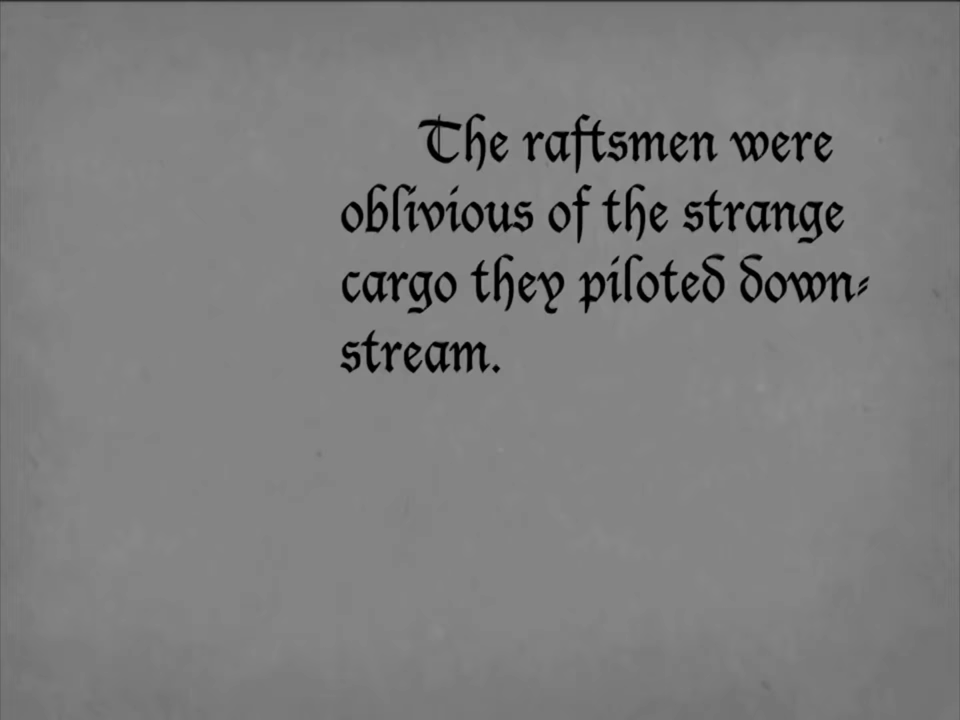 The raftsmen were
oblivious of the strange
cargo they piloted down=
stream.